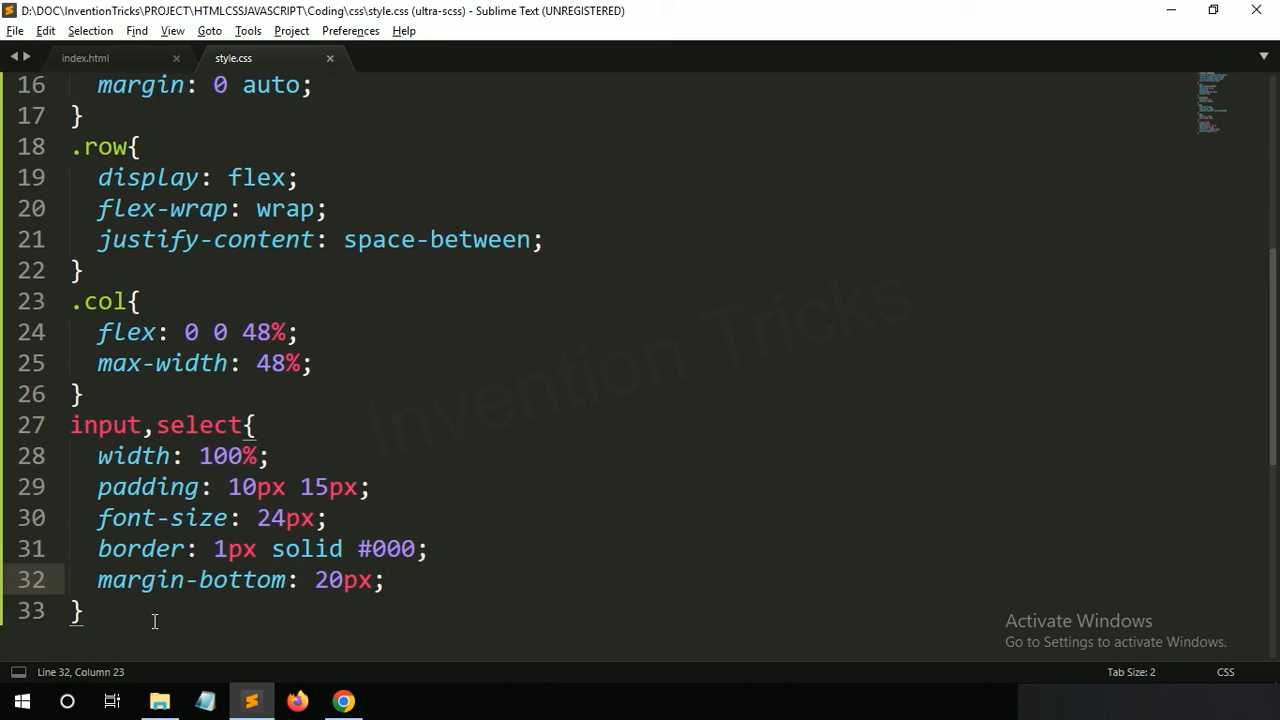 D:\DOC\InventionTricks\PROJECT\HTMLCSSJAVASCRIPT\Coding\css\style.css (ultra-scss) - Sublime Text (UNREGISTERED)
File Edit Selection Find View Goto Tools Project Preferences Help
index.html style.css
16 margin: 0 auto;
17 }
18 .row{
19 display: flex;
20 flex-wrap: wrap;
21 justify-content: space-between;
22 }
23 .col{
24 flex: 0 0 48%;
25 max-width: 48%;
26 }
27 input,select{
28 width: 100%;
29 padding: 10px 15px;
30 font-size: 24px;
31 border: 1px solid #000;
32 margin-bottom: 20px;
33 }
Invention Tricks
Activate Windows
Go to Settings to activate Windows.
Line 32, Column 23 Tab Size: 2 CSS